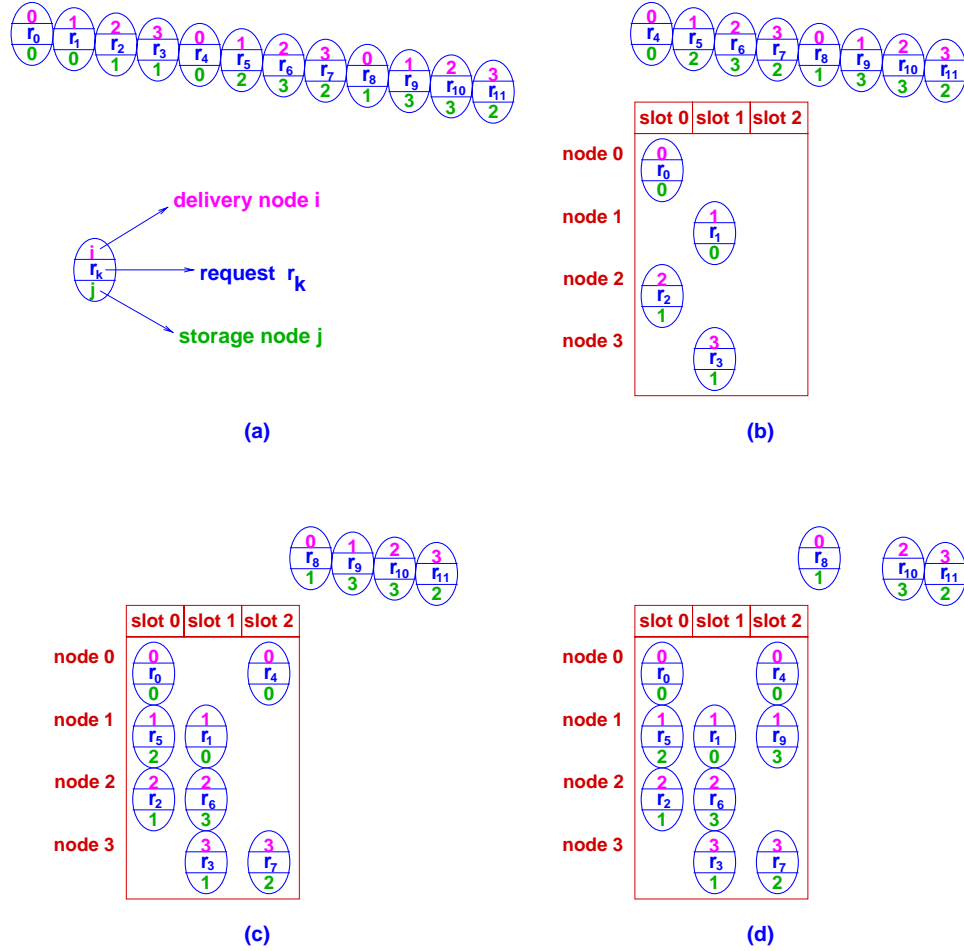 0 1 2 3 0 1 2 3 0 1 2 3
r0 r1 r2 r3 r4 r5 r6 r7 r8 r9 r10 r11
0 0 1 1 0 2 3 2 1 3 3 2
delivery node i
i
rk
j
request rk
storage node j
(a)
0 1 2 3 0 1 2 3
r4 r5 r6 r7 r8 r9 r10 r11
0 2 3 2 1 3 3 2
slot 0 slot 1 slot 2
node 0
0
r0
0
node 1
1
r1
0
node 2
2
r2
1
node 3
3
r3
1
(b)
0 1 2 3
r8 r9 r10 r11
1 3 3 2
slot 0 slot 1 slot 2
node 0
0 0
r0 r4
0 0
node 1
1 1
r5 r1
2 0
node 2
2 2
r2 r6
1 3
node 3
3 3
r3 r7
1 2
(c)
0 2 3
r8 r10 r11
1 3 2
slot 0 slot 1 slot 2
node 0
0 0
r0 r4
0 0
node 1
1 1 1
r5 r1 r9
2 0 3
node 2
2 2
r2 r6
1 3
node 3
3 3
r3 r7
1 2
(d)